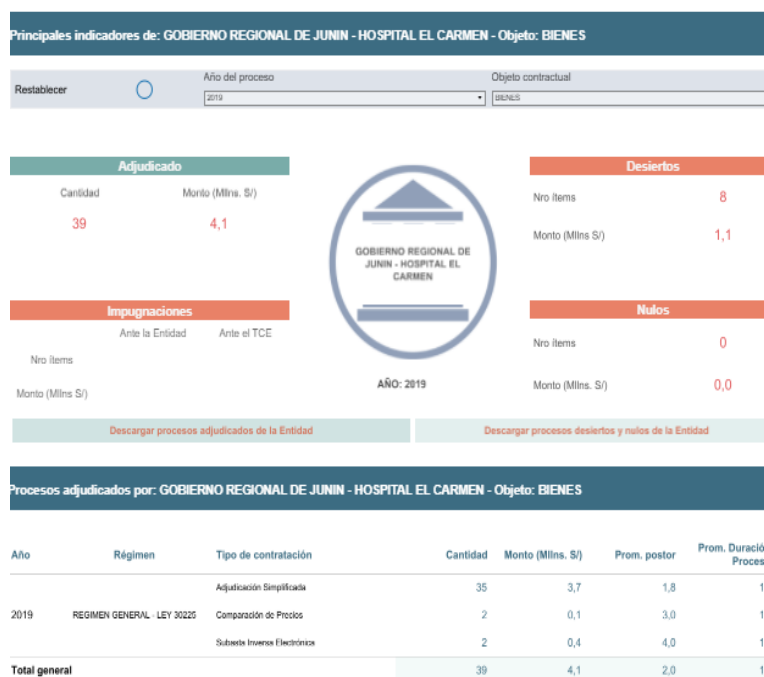 Principales indicadores de: GOBIERNO REGIONAL DE JUNIN - HOSPITAL EL CARMEN - Objeto: BIENES
Restablecer
Año del proceso
2019
Objeto contractual
BIENES
Adjudicado
Cantidad Monto (Mlns. S/)
39 4,1
GOBIERNO REGIONAL DE
JUNIN - HOSPITAL EL
CARMEN
AÑO: 2019
Desiertos
Nro ítems 8
Monto (Mlns S/) 1,1
Impugnaciones
Ante la Entidad Ante el TCE
Nro ítems
Monto (Mlns S/)
Nulos
Nro ítems 0
Monto (Mlns. S/) 0,0
Descargar procesos adjudicados de la Entidad
Descargar procesos desiertos y nulos de la Entidad
Procesos adjudicados por: GOBIERNO REGIONAL DE JUNIN - HOSPITAL EL CARMEN - Objeto: BIENES
Año Régimen Tipo de contratación Cantidad Monto (Mlns. S/) Prom. postor Prom. Duració
Proces
Adjudicación Simplificada 35 3,7 1,8 1
2019 REGIMEN GENERAL - LEY 30225 Comparación de Precios 2 0,1 3,0 1
Subasta Inversa Electrónica 2 0,4 4,0 1
Total general 39 4,1 2,0 1